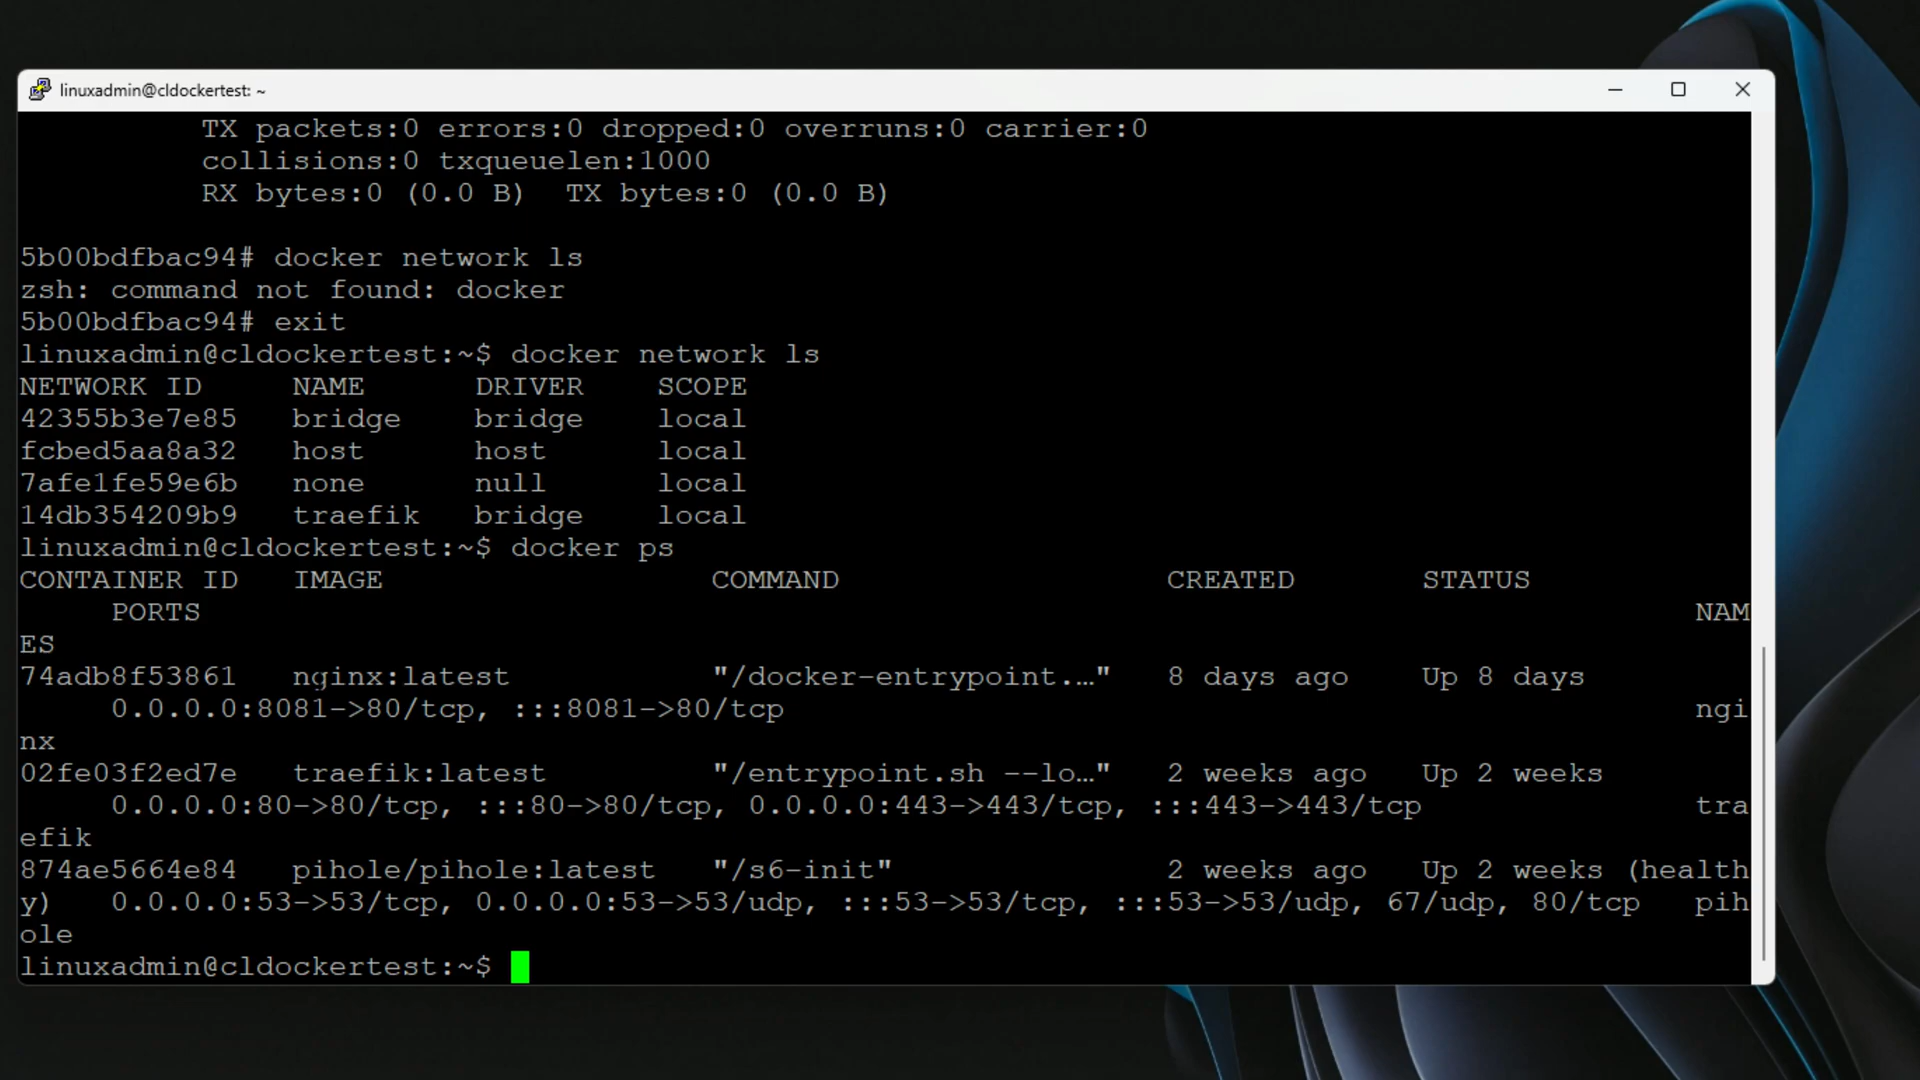 linuxadmin@cldockertest: ~
TX packets:0 errors:0 dropped:0 overruns:0 carrier:0
collisions:0 txqueuelen:1000
RX bytes:0 (0.0 B)  TX bytes:0 (0.0 B)
5b00bdfbac94# docker network ls
zsh: command not found: docker
5b00bdfbac94# exit
linuxadmin@cldockertest:~$ docker network ls
NETWORK ID   NAME      DRIVER    SCOPE
42355b3e7e85   bridge    bridge    local
fcbed5aa8a32   host      host      local
7afe1fe59e6b   none      null      local
14db354209b9   traefik   bridge    local
linuxadmin@cldockertest:~$ docker ps
CONTAINER ID   IMAGE                  COMMAND                  CREATED       STATUS
PORTS                                                                                  NAM
ES
74adb8f53861   nginx:latest           "/docker-entrypoint.…"   8 days ago    Up 8 days
0.0.0.0:8081->80/tcp, :::8081->80/tcp                                                  ngi
nx
02fe03f2ed7e   traefik:latest         "/entrypoint.sh --lo…"   2 weeks ago   Up 2 weeks
0.0.0.0:80->80/tcp, :::80->80/tcp, 0.0.0.0:443->443/tcp, :::443->443/tcp               tra
efik
874ae5664e84   pihole/pihole:latest   "/s6-init"               2 weeks ago   Up 2 weeks (health
y)   0.0.0.0:53->53/tcp, 0.0.0.0:53->53/udp, :::53->53/tcp, :::53->53/udp, 67/udp, 80/tcp   pih
ole
linuxadmin@cldockertest:~$